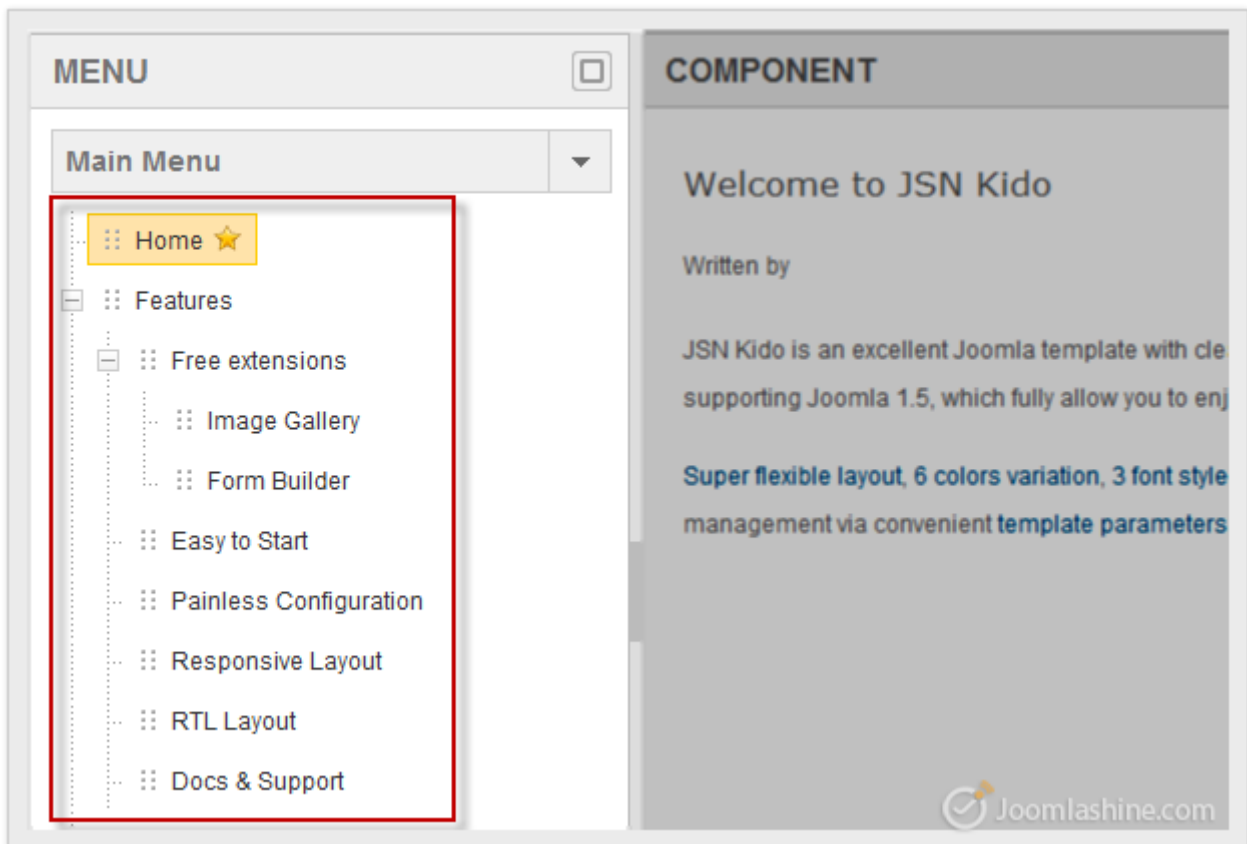 MENU
Main Menu
Home
Features
Free extensions
Image Gallery
Form Builder
Easy to Start
Painless Configuration
Responsive Layout
RTL Layout
Docs & Support
COMPONENT
Welcome to JSN Kido
Written by
JSN Kido is an excellent Joomla template with cle
supporting Joomla 1.5, which fully allow you to enj
Super flexible layout, 6 colors variation, 3 font style
management via convenient template parameters
Joomlashine.com